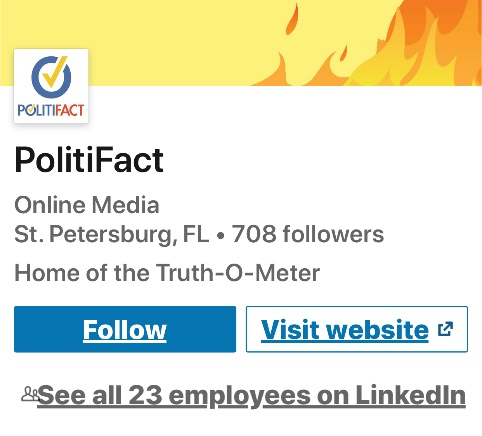 POLITIFACT
PolitiFact
Online Media
St. Petersburg, FL • 708 followers
Home of the Truth-O-Meter
Follow
Visit website
See all 23 employees on LinkedIn